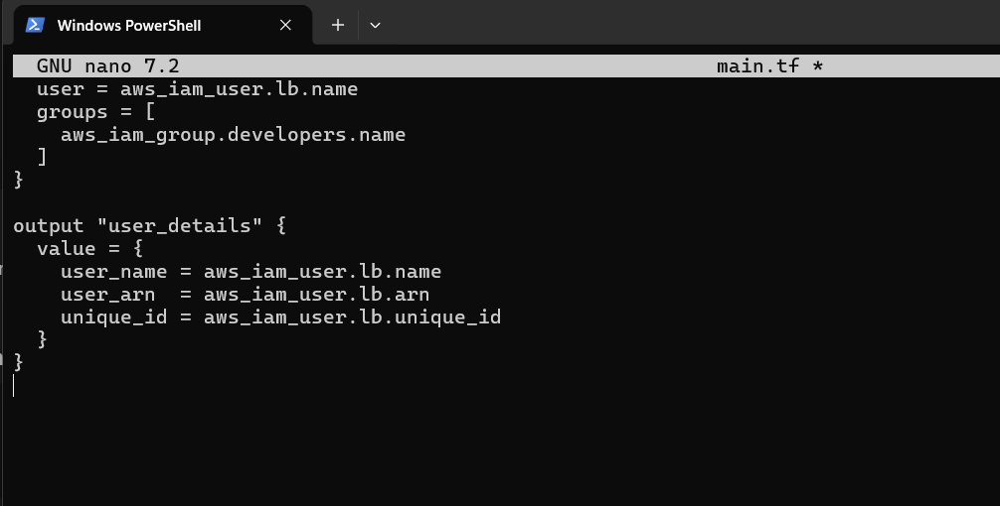 Windows PowerShell
GNU nano 7.2 main.tf *
  user = aws_iam_user.lb.name
  groups = [
    aws_iam_group.developers.name
  ]
}

output "user_details" {
  value = {
    user_name = aws_iam_user.lb.name
    user_arn  = aws_iam_user.lb.arn
    unique_id = aws_iam_user.lb.unique_id
  }
}